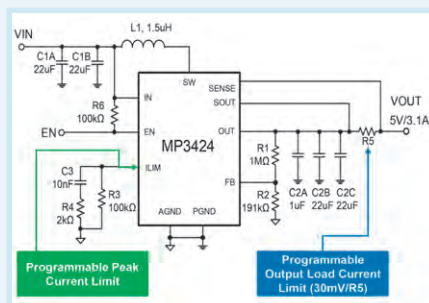 VIN
L1, 1.5uH
C1A
22uF
C1B
22uF
SW
SENSE
SOUT
VOUT
5V/3.1A
R6
100kΩ
IN
OUT
R5
EN
EN
MP3424
R1
1MΩ
C3
10nF
ILIM
C2A
1uF
C2B
22uF
C2C
22uF
R4
2kΩ
R3
100kΩ
FB
R2
191kΩ
AGND
PGND
Programmable Peak
Current Limit
Programmable
Output Load Current
Limit (30mV/R5)